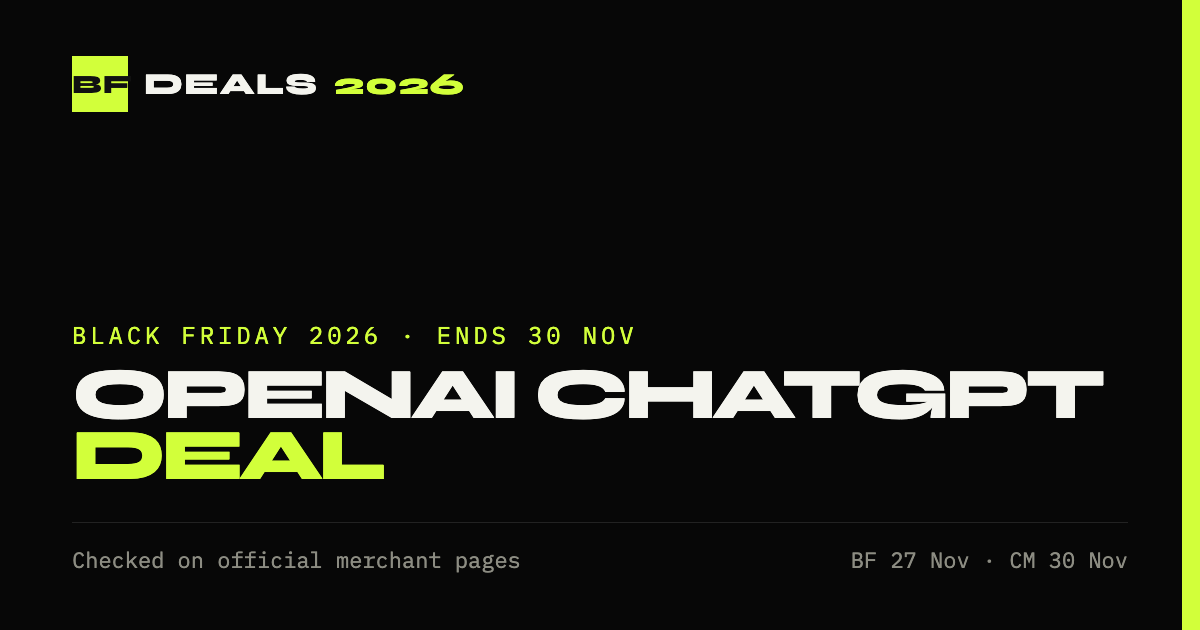 BF DEALS 2026
BLACK FRIDAY 2026 · ENDS 30 NOV
OPENAI CHATGPT
DEAL
Checked on official merchant pages
BF 27 Nov · CM 30 Nov